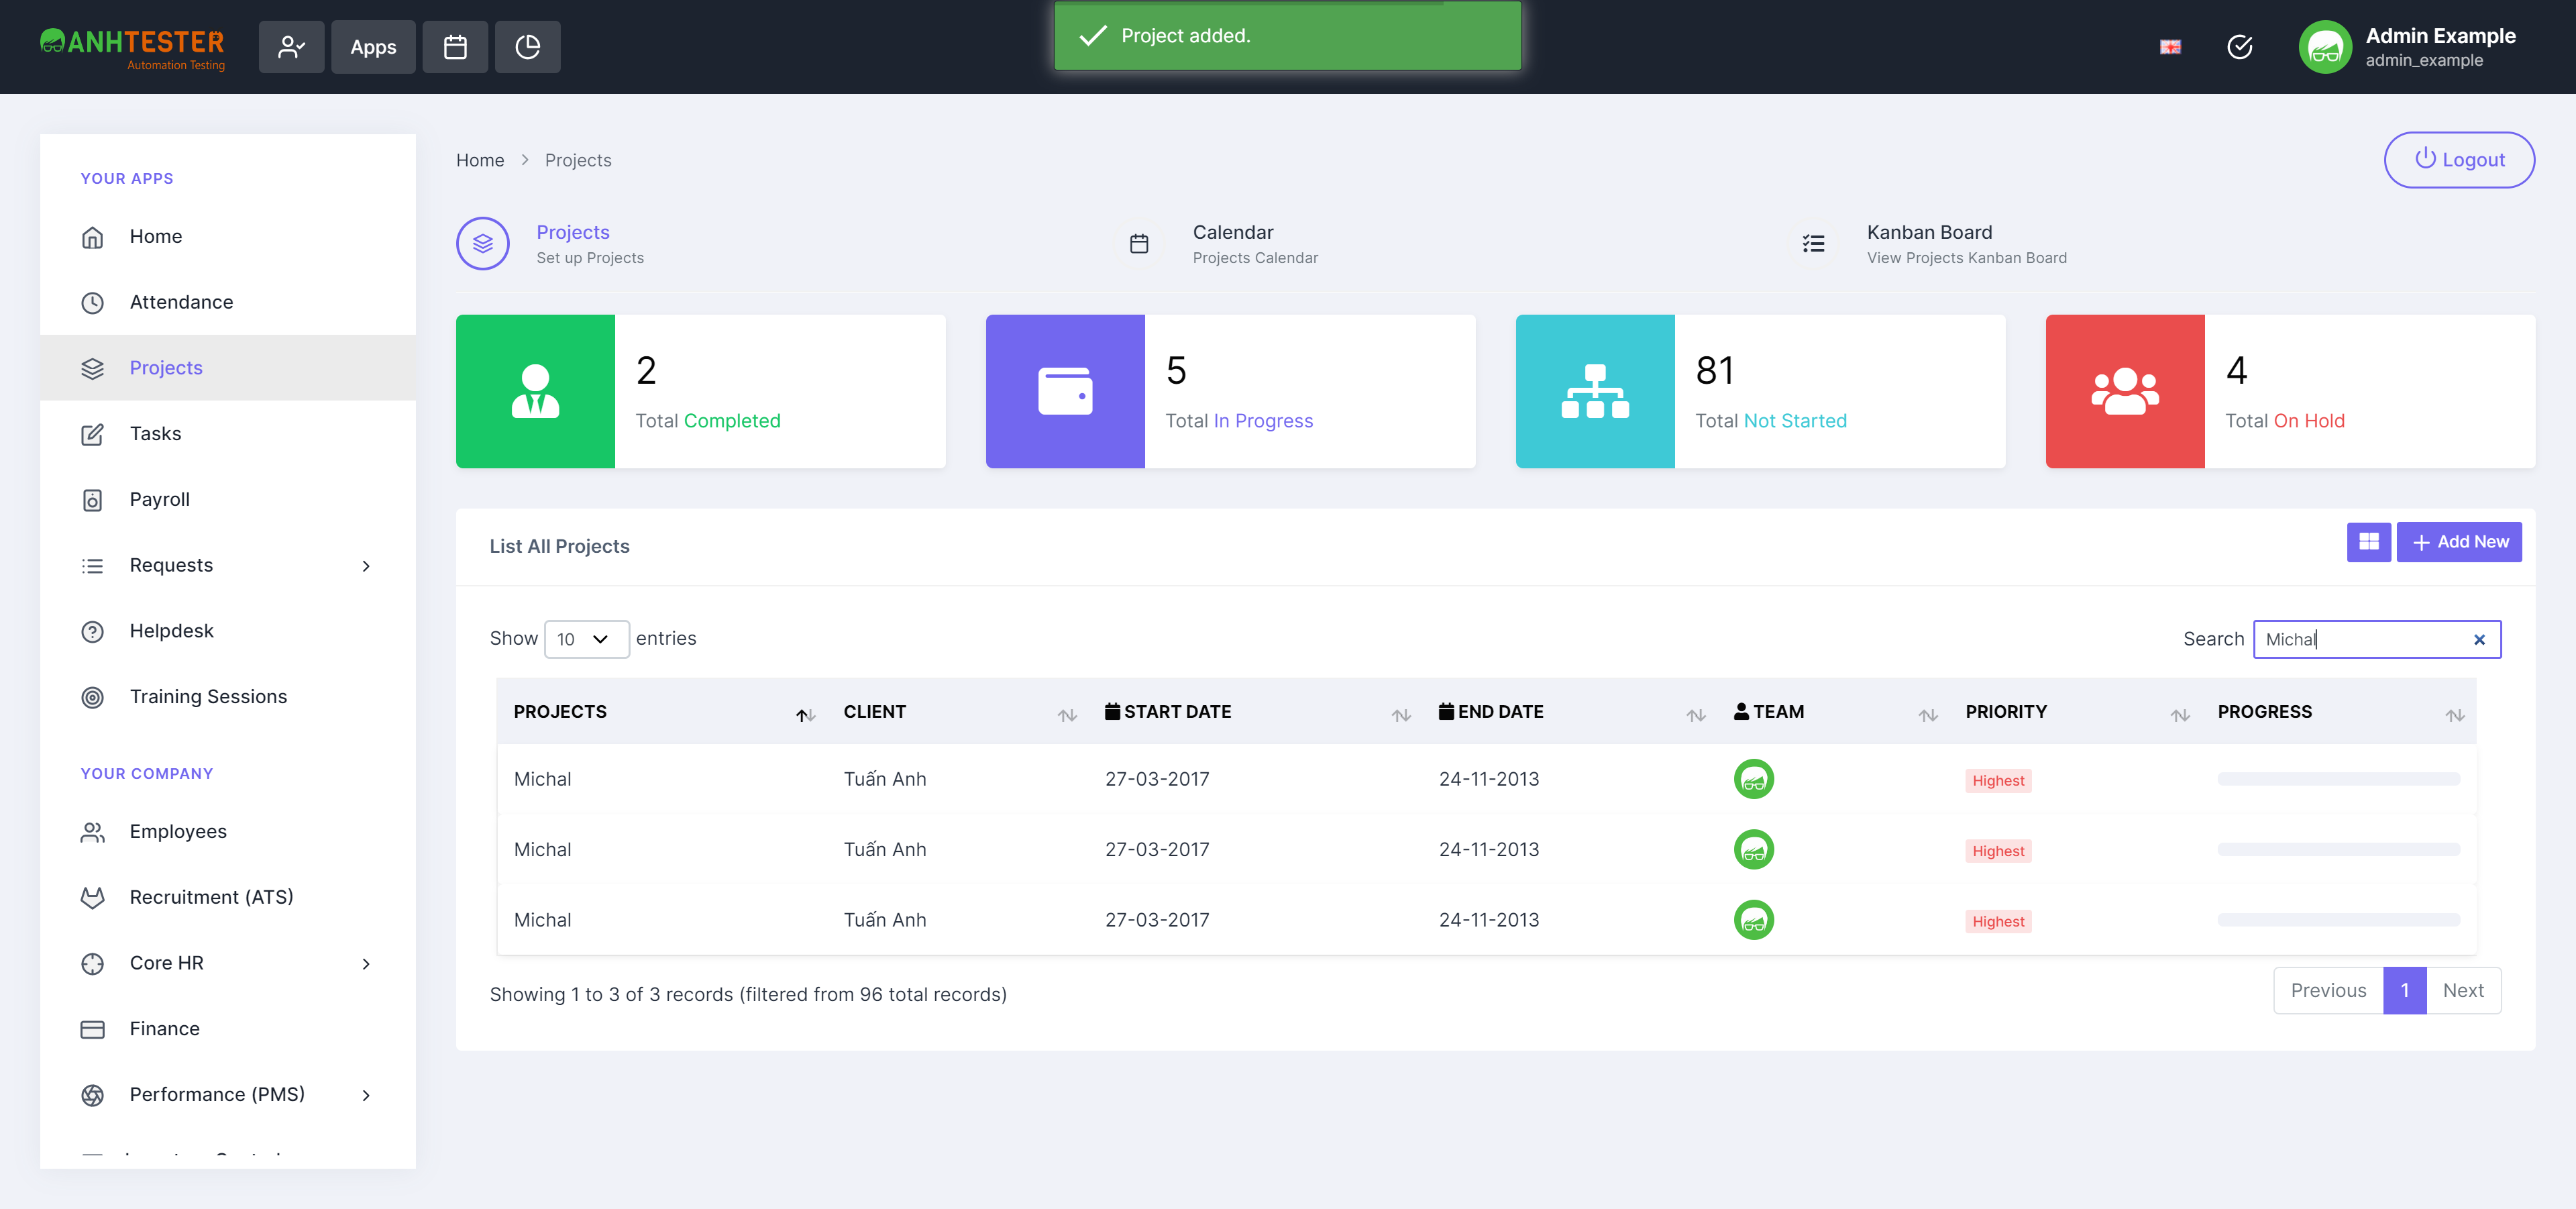 ANHTESTER
Automation Testing
Apps
Project added.
Admin Example
admin_example
YOUR APPS
Home
Attendance
Projects
Tasks
Payroll
Requests
Helpdesk
Training Sessions
YOUR COMPANY
Employees
Recruitment (ATS)
Core HR
Finance
Performance (PMS)
Home > Projects
Logout
Projects
Set up Projects
Calendar
Projects Calendar
Kanban Board
View Projects Kanban Board
2
Total Completed
5
Total In Progress
81
Total Not Started
4
Total On Hold
List All Projects
Add New
Show 10 entries
Search Michal
PROJECTS CLIENT START DATE END DATE TEAM PRIORITY PROGRESS
Michal Tuấn Anh 27-03-2017 24-11-2013 Highest
Michal Tuấn Anh 27-03-2017 24-11-2013 Highest
Michal Tuấn Anh 27-03-2017 24-11-2013 Highest
Showing 1 to 3 of 3 records (filtered from 96 total records)
Previous 1 Next